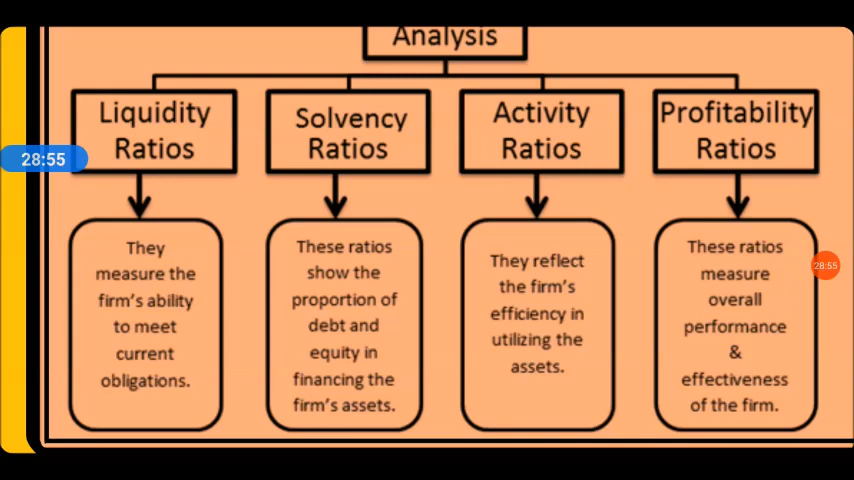 Analysis
Liquidity
Ratios
Solvency
Ratios
Activity
Ratios
Profitability
Ratios
28:55
They
measure the
firm's ability
to meet
current
obligations.
These ratios
show the
proportion of
debt and
equity in
financing the
firm's assets.
They reflect
the firm's
efficiency in
utilizing the
assets.
These ratios
measure
overall
performance
&
effectiveness
of the firm.
28:55